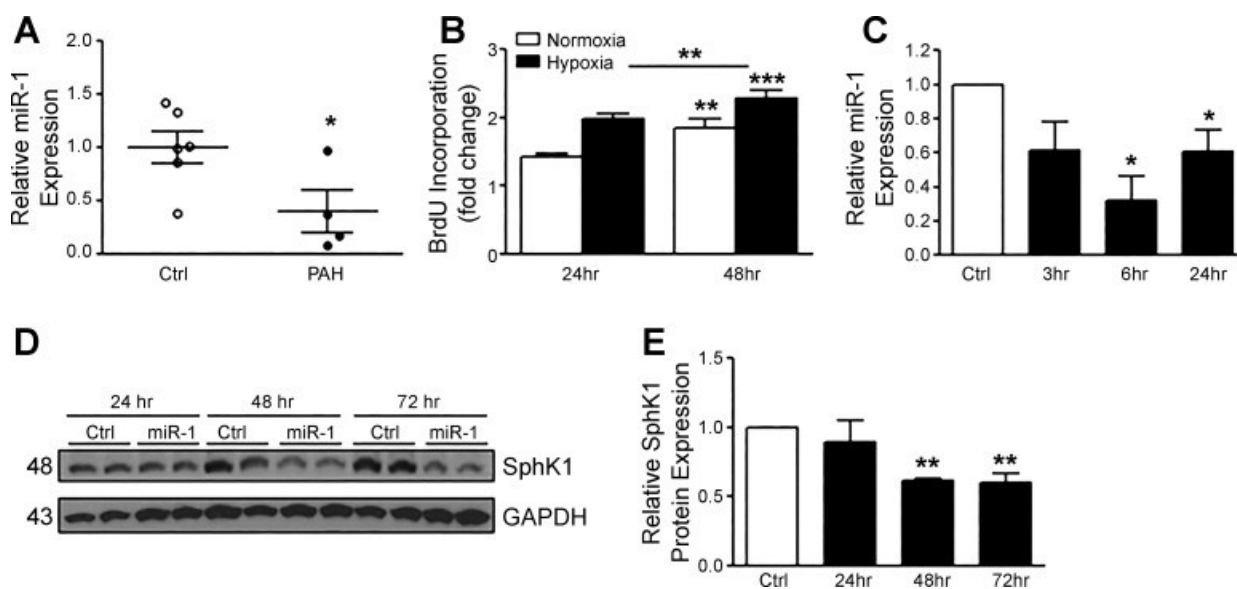 A
Relative miR-1
Expression
2.0
1.5
1.0
0.5
0.0
*
Ctrl
PAH
B
BrdU Incorporation
(fold change)
Normoxia
Hypoxia
3
2
1
0
**
**
***
24hr
48hr
C
Relative miR-1
Expression
1.2
1.0
0.8
0.6
0.4
0.2
0.0
*
*
Ctrl
3hr
6hr
24hr
D
24 hr
48 hr
72 hr
Ctrl
miR-1
Ctrl
miR-1
Ctrl
miR-1
48
SphK1
43
GAPDH
E
Relative SphK1
Protein Expression
1.5
1.0
0.5
0.0
**
**
Ctrl
24hr
48hr
72hr